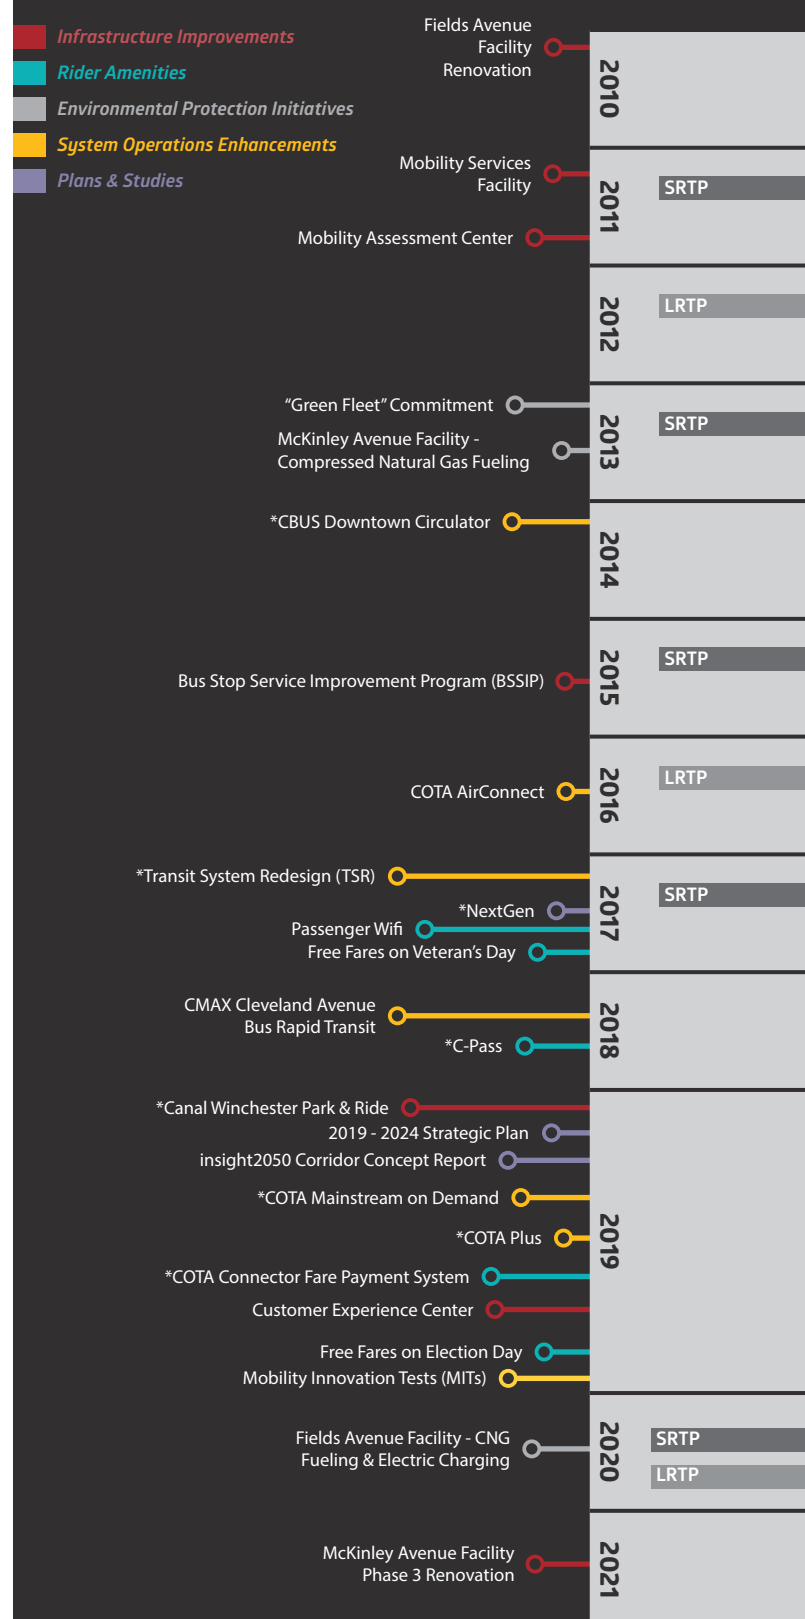 Infrastructure Improvements
Rider Amenities
Environmental Protection Initiatives
System Operations Enhancements
Plans & Studies
Fields Avenue
Facility
Renovation
2010
Mobility Services
Facility
Mobility Assessment Center
2011
SRTP
2012
LRTP
“Green Fleet” Commitment
McKinley Avenue Facility -
Compressed Natural Gas Fueling
2013
SRTP
*CBUS Downtown Circulator
2014
Bus Stop Service Improvement Program (BSSIP)
2015
SRTP
COTA AirConnect
2016
LRTP
*Transit System Redesign (TSR)
*NextGen
Passenger Wifi
Free Fares on Veteran’s Day
2017
SRTP
CMAX Cleveland Avenue
Bus Rapid Transit
*C-Pass
2018
*Canal Winchester Park & Ride
2019 - 2024 Strategic Plan
insight2050 Corridor Concept Report
*COTA Mainstream on Demand
*COTA Plus
*COTA Connector Fare Payment System
Customer Experience Center
Free Fares on Election Day
Mobility Innovation Tests (MITs)
2019
Fields Avenue Facility - CNG
Fueling & Electric Charging
2020
SRTP
LRTP
McKinley Avenue Facility
Phase 3 Renovation
2021